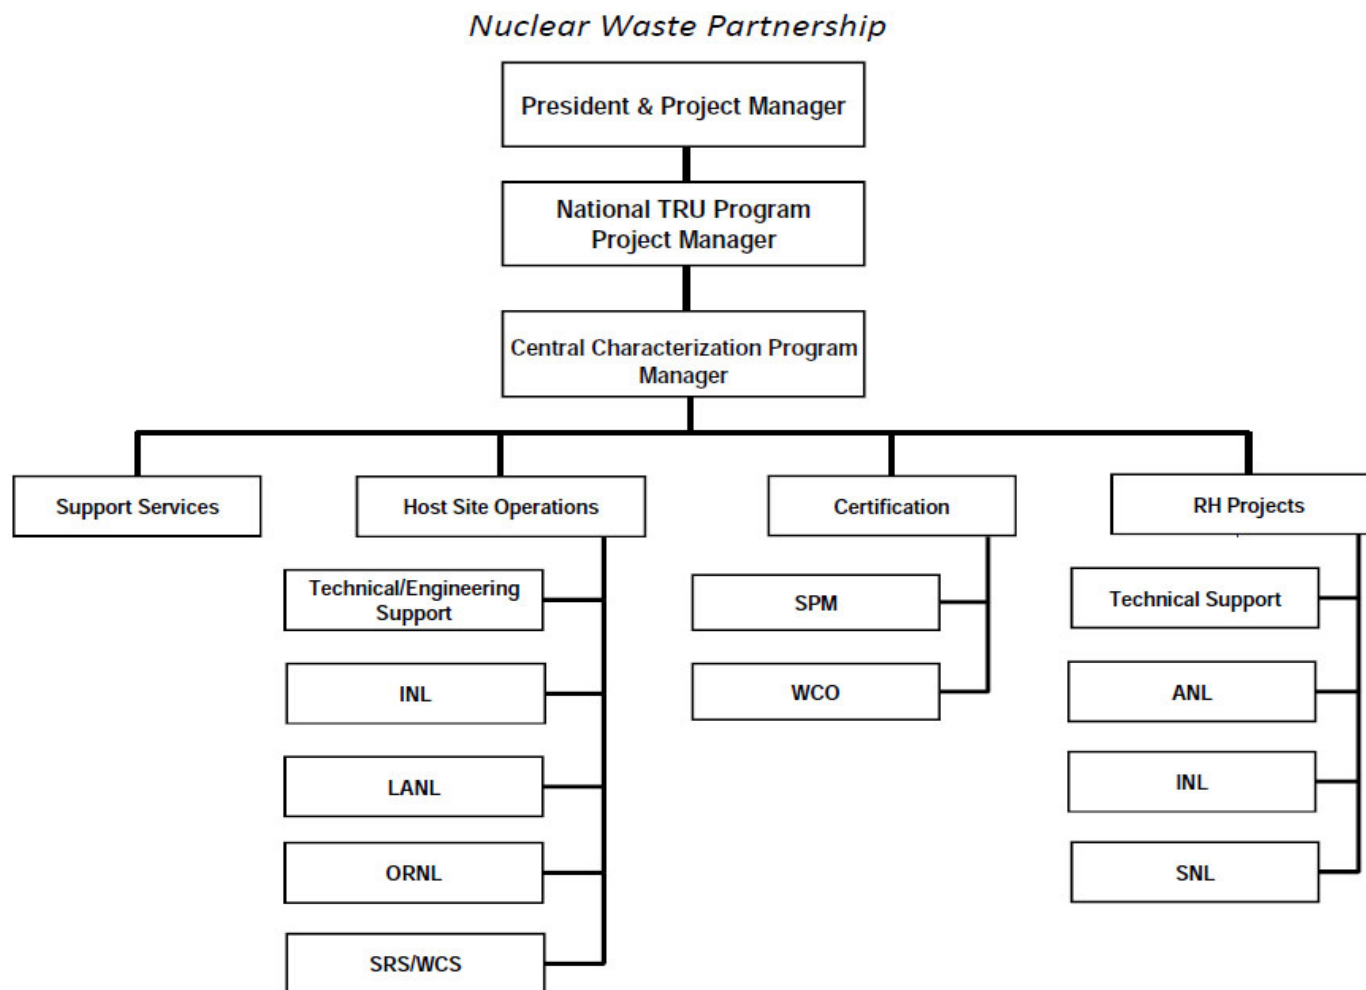 Nuclear Waste Partnership
President & Project Manager
National TRU Program
Project Manager
Central Characterization Program
Manager
Support Services
Host Site Operations
Certification
RH Projects
Technical/Engineering
Support
INL
LANL
ORNL
SRS/WCS
SPM
WCO
Technical Support
ANL
INL
SNL